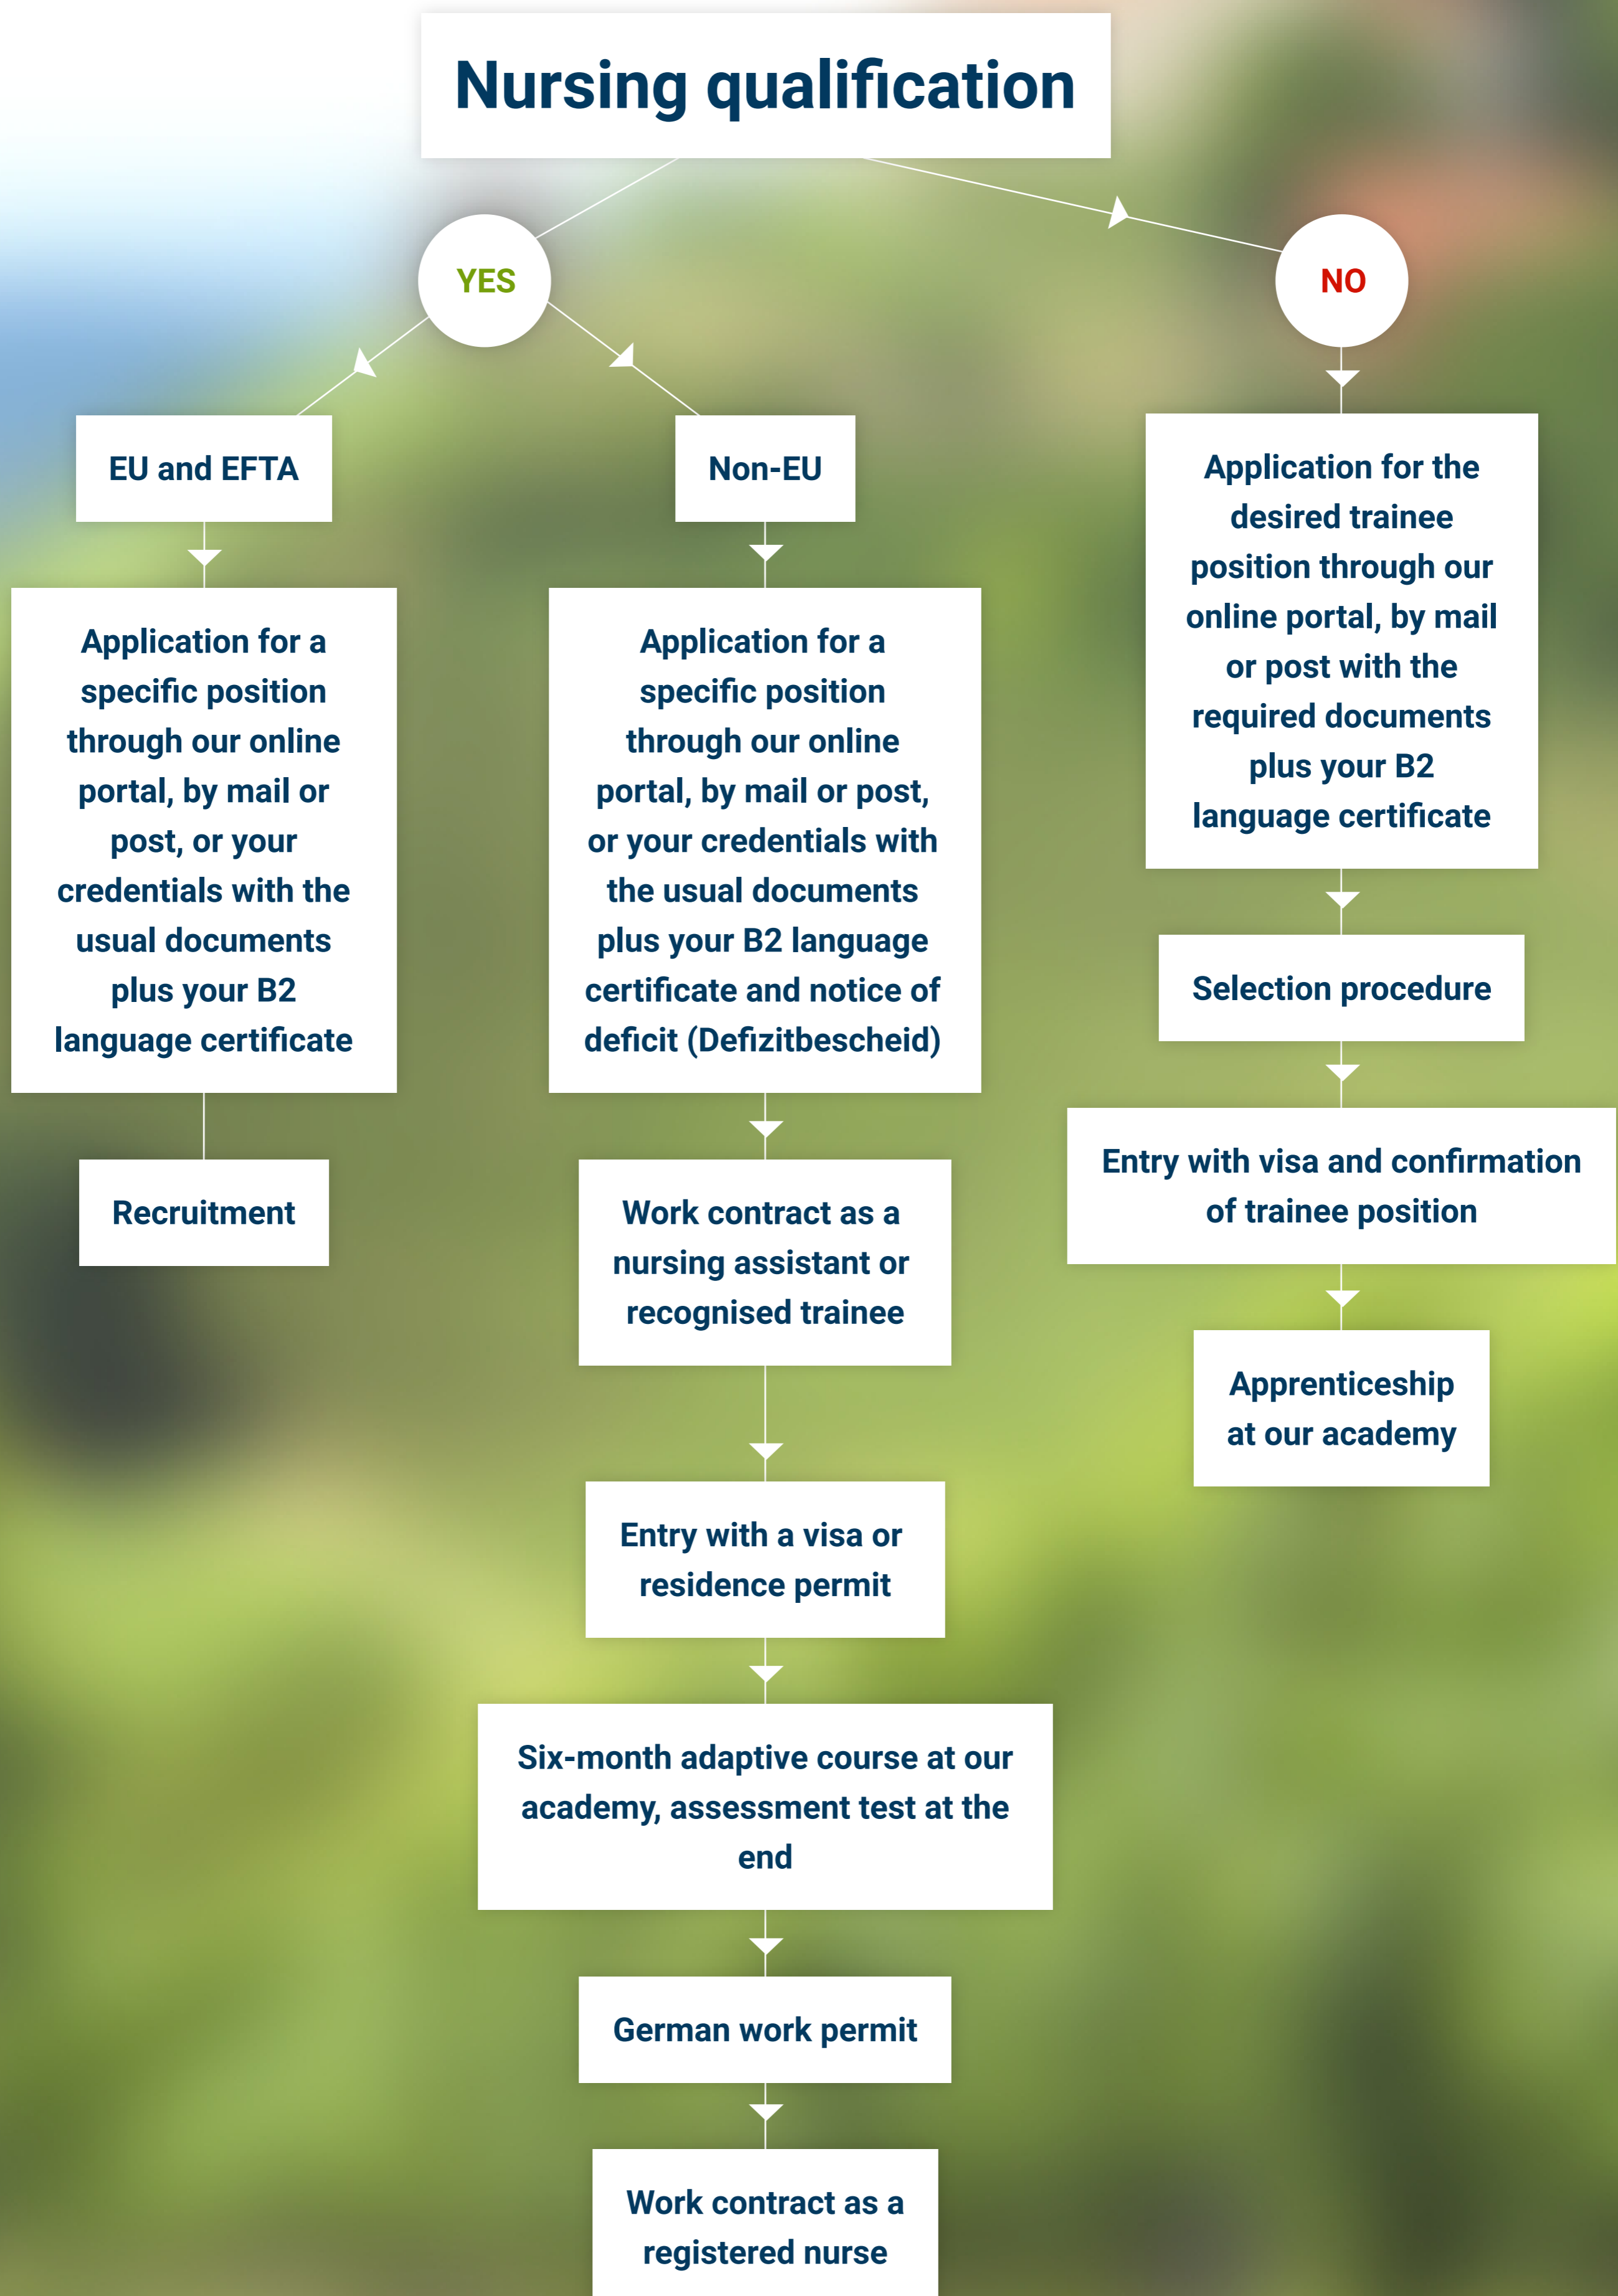 Nursing qualification
YES
NO
EU and EFTA
Application for a
specific position
through our online
portal, by mail or
post, or your
credentials with the
usual documents
plus your B2
language certificate
Recruitment
Non-EU
Application for a
specific position
through our online
portal, by mail or post,
or your credentials with
the usual documents
plus your B2 language
certificate and notice of
deficit (Defizitbescheid)
Work contract as a
nursing assistant or
recognised trainee
Entry with a visa or
residence permit
Six-month adaptive course at our
academy, assessment test at the
end
German work permit
Work contract as a
registered nurse
Application for the
desired trainee
position through our
online portal, by mail
or post with the
required documents
plus your B2
language certificate
Selection procedure
Entry with visa and confirmation
of trainee position
Apprenticeship
at our academy